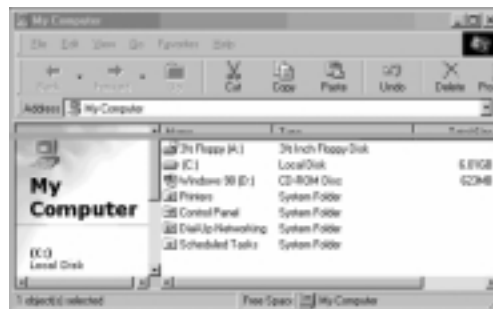 My Computer
File Edit View Go Favorites Help
Back Forward Up Cut Copy Paste Undo Delete Pro
Address My Computer
Name Type Total Size
3½ Floppy (A:) 3½ Inch Floppy Disk
(C:) Local Disk 6.01GB
Windows 98 (D:) CD-ROM Disc 623MB
Printers System Folder
Control Panel System Folder
Dial-Up Networking System Folder
Scheduled Tasks System Folder
My
Computer
(C:)
Local Disk
1 object(s) selected Free Space: My Computer